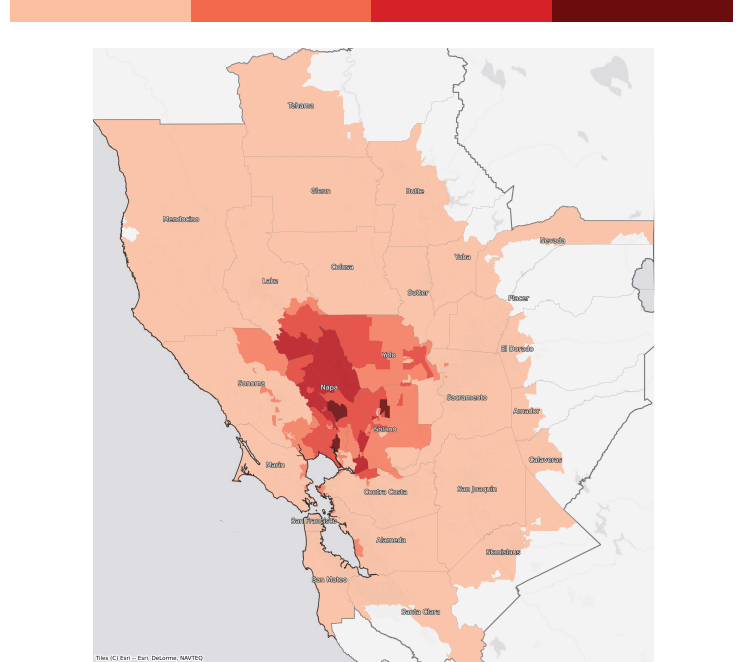 Tehama
Glenn
Butte
Mendocino
Nevada
Yuba
Colusa
Lake
Sutter
Placer
El Dorado
Yolo
Sonoma
Napa
Sacramento
Amador
Solano
Calaveras
Marin
Contra Costa
San Joaquin
San Francisco
Alameda
Stanislaus
San Mateo
Santa Clara
Tiles (C) Esri -- Esri, DeLorme, NAVTEQ